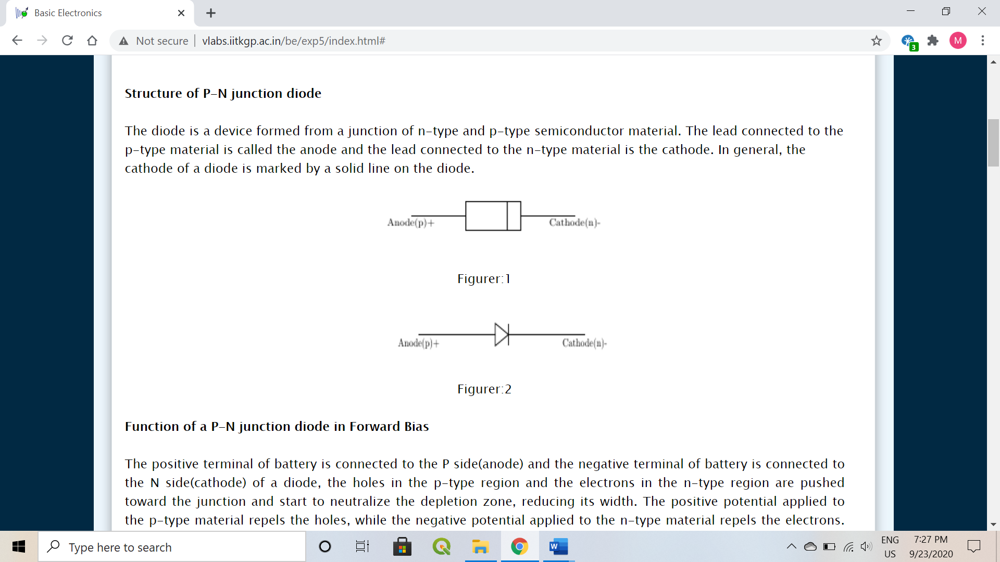 Basic Electronics
Not secure
vlabs.iitkgp.ac.in/be/exp5/index.html#
3
M
Structure of P-N junction diode
The diode is a device formed from a junction of n-type and p-type semiconductor material. The lead connected to the
p-type material is called the anode and the lead connected to the n-type material is the cathode. In general, the
cathode of a diode is marked by a solid line on the diode.
Anode(p)+
Cathode(n)-
Figurer:1
Anode(p)+
Cathode(n)-
Figurer:2
Function of a P-N junction diode in Forward Bias
The positive terminal of battery is connected to the P side(anode) and the negative terminal of battery is connected to
the N side(cathode) of a diode, the holes in the p-type region and the electrons in the n-type region are pushed
toward the junction and start to neutralize the depletion zone, reducing its width. The positive potential applied to
the p-type material repels the holes, while the negative potential applied to the n-type material repels the electrons.
Type here to search
W
ENG
US
7:27 PM
9/23/2020